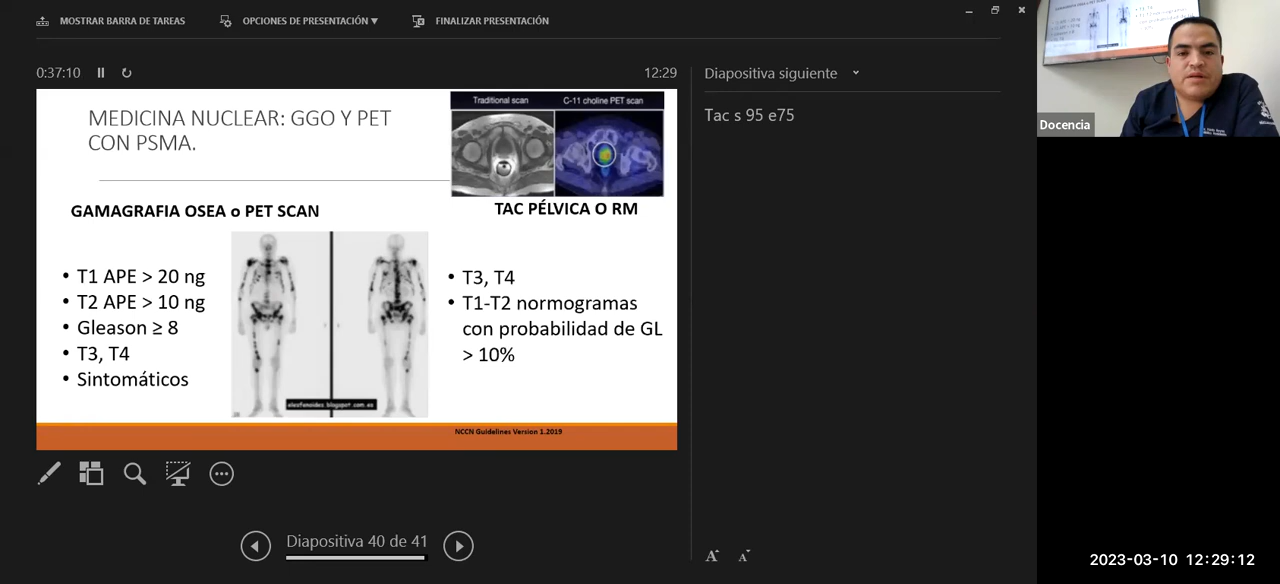 MOSTRAR BARRA DE TAREAS
OPCIONES DE PRESENTACIÓN
FINALIZAR PRESENTACIÓN
0:37:10
12:29
MEDICINA NUCLEAR: GGO Y PET
CON PSMA.
Traditional scan
C-11 choline PET scan
GAMAGRAFIA OSEA o PET SCAN
TAC PÉLVICA O RM
• T1 APE > 20 ng
• T2 APE > 10 ng
• Gleason ≥ 8
• T3, T4
• Sintomáticos
elexfenoides.blogspot.com.es
• T3, T4
• T1-T2 normogramas
con probabilidad de GL
> 10%
NCCN Guidelines Version 1.2019
Diapositiva 40 de 41
Diapositiva siguiente
Tac s 95 e75
A A
Docencia
2023-03-10 12:29:12